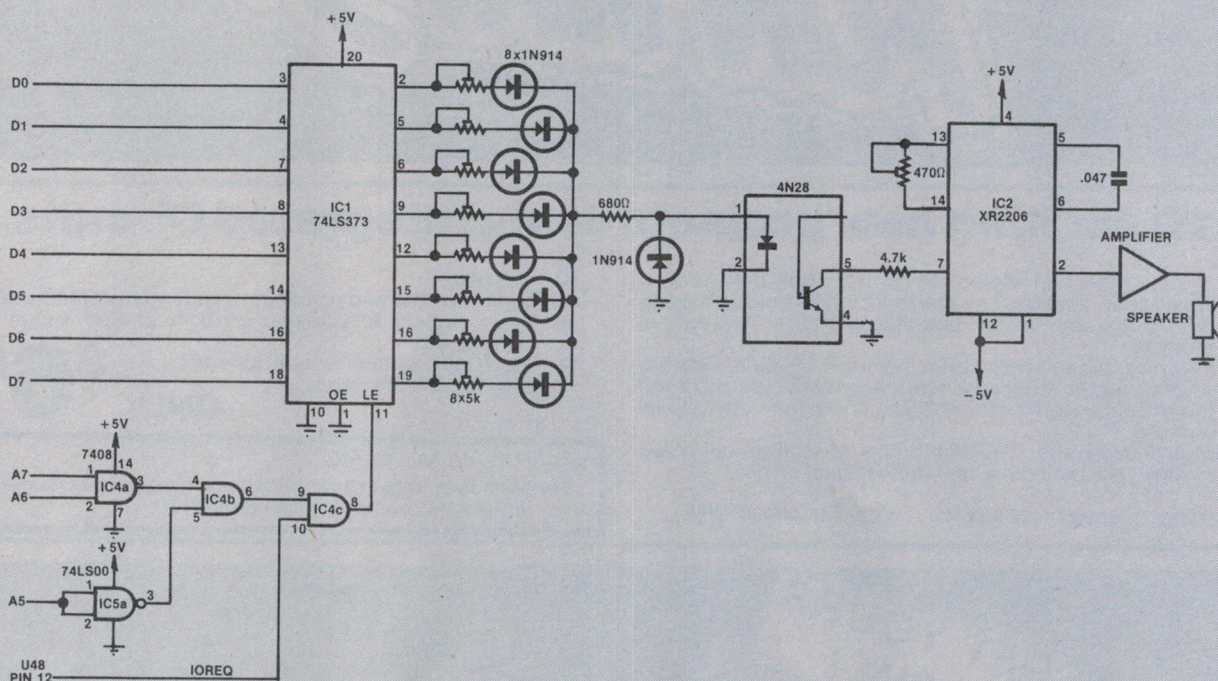 +5V
20
8x1N914
D0
3
2
D1
4
5
D2
7
6
D3
8
9
D4
13
12
D5
14
15
D6
16
16
D7
18
19
IC1
74LS373
8x5k
OE
LE
10
1
11
680Ω
1N914
4N28
1
2
5
4
4.7k
+5V
4
13
5
470Ω
.047
14
6
IC2
XR2206
7
2
12
1
-5V
AMPLIFIER
SPEAKER
+5V
7408
14
A7
1
3
IC4a
A6
2
7
4
IC4b
6
5
9
IC4c
8
10
+5V
74LS00
1
A5
IC5a
3
2
U48
PIN 12
IOREQ